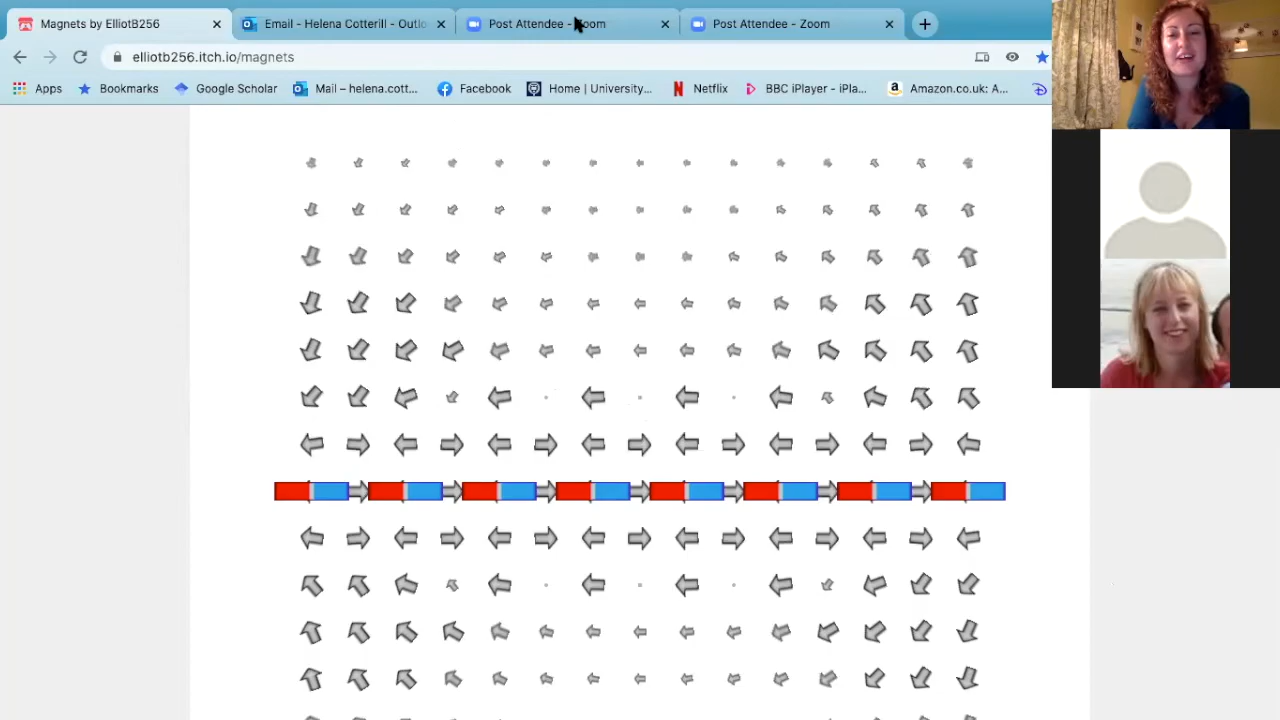 Magnets by ElliotB256
Email - Helena Cotterill - Outlo
Post Attendee - Zoom
Post Attendee - Zoom
elliotb256.itch.io/magnets
Apps
Bookmarks
Google Scholar
Mail – helena.cott...
Facebook
Home | University...
Netflix
BBC iPlayer - iPla...
Amazon.co.uk: A...